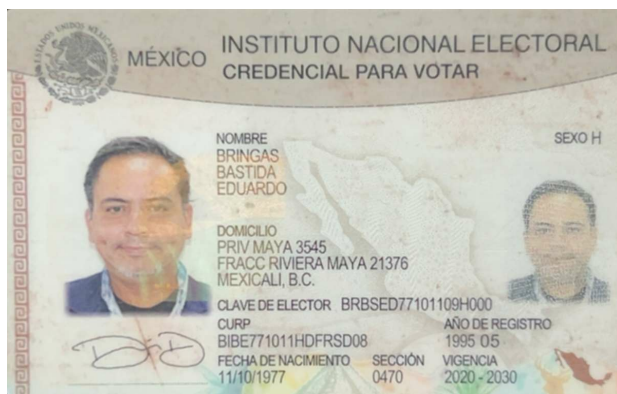 MÉXICO
INSTITUTO NACIONAL ELECTORAL
CREDENCIAL PARA VOTAR
NOMBRE
BRINGAS
BASTIDA
EDUARDO
SEXO H
DOMICILIO
PRIV MAYA 3545
FRACC RIVIERA MAYA 21376
MEXICALI, B.C.
CLAVE DE ELECTOR BRBSED77101109H000
CURP
BIBE771011HDFRSD08
AÑO DE REGISTRO
1995 05
FECHA DE NACIMIENTO
11/10/1977
SECCIÓN
0470
VIGENCIA
2020 - 2030